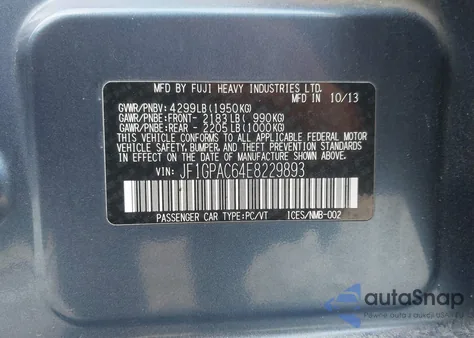 MFD BY FUJI HEAVY INDUSTRIES LTD.
MFD IN 10/13
GVWR/PNBV: 4299LB(1950KG)
GAWR/PNBE:FRONT- 2183LB( 990KG)
GAWR/PNBE:REAR - 2205LB(1000KG)
THIS VEHICLE CONFORMS TO ALL APPLICABLE FEDERAL MOTOR
VEHICLE SAFETY, BUMPER, AND THEFT PREVENTION STANDARDS
IN EFFECT ON THE DATE OF MANUFACTURE SHOWN ABOVE.
VIN: JF1GPAC64E8229893
PASSENGER CAR TYPE:PC/VT ICES/NMB-002
autoSnap